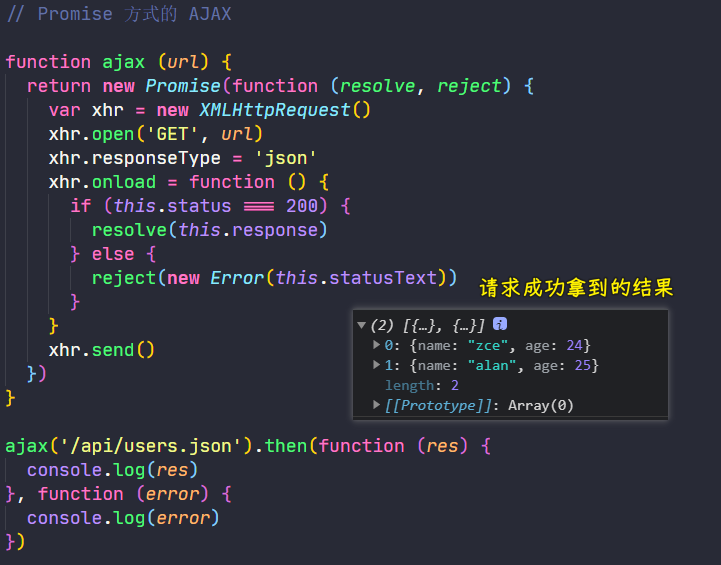 // Promise 方式的 AJAX
function ajax (url) {
  return new Promise(function (resolve, reject) {
    var xhr = new XMLHttpRequest()
    xhr.open('GET', url)
    xhr.responseType = 'json'
    xhr.onload = function () {
      if (this.status === 200) {
        resolve(this.response)
      } else {
        reject(new Error(this.statusText))
      }
    }
    xhr.send()
  })
}
请求成功拿到的结果
(2) [{…}, {…}] i
0: {name: "zce", age: 24}
1: {name: "alan", age: 25}
length: 2
[[Prototype]]: Array(0)
ajax('/api/users.json').then(function (res) {
  console.log(res)
}, function (error) {
  console.log(error)
})